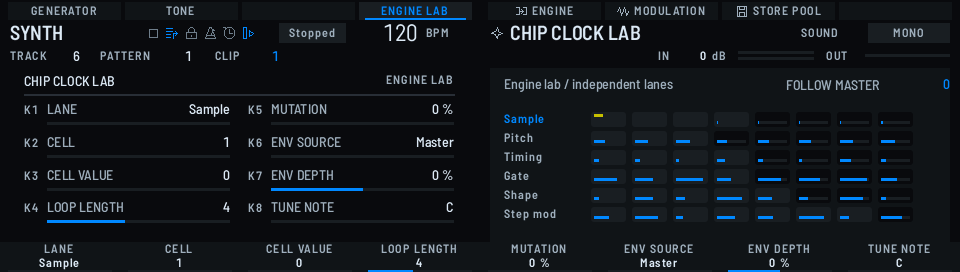 GENERATOR TONE ENGINE LAB
SYNTH Stopped 120 BPM
TRACK 6 PATTERN 1 CLIP 1
CHIP CLOCK LAB ENGINE LAB
K1 LANE Sample K5 MUTATION 0 %
K2 CELL 1 K6 ENV SOURCE Master
K3 CELL VALUE 0 K7 ENV DEPTH 0 %
K4 LOOP LENGTH 4 K8 TUNE NOTE C
LANE CELL CELL VALUE LOOP LENGTH
Sample 1 0 4
ENGINE MODULATION STORE POOL
CHIP CLOCK LAB SOUND MONO
IN 0 dB OUT
Engine lab / independent lanes FOLLOW MASTER 0
Sample
Pitch
Timing
Gate
Shape
Step mod
MUTATION ENV SOURCE ENV DEPTH TUNE NOTE
0 % Master 0 % C